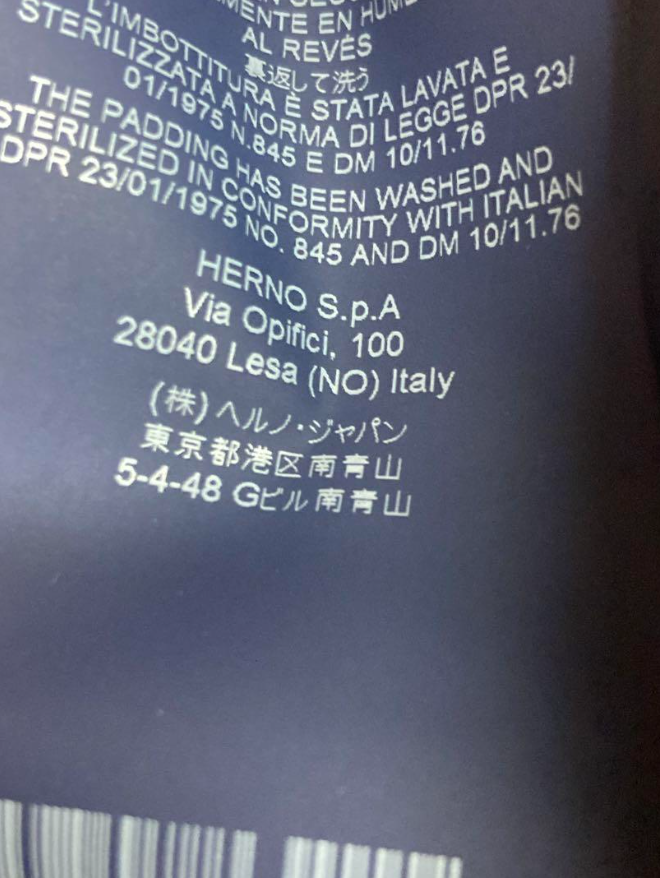 MENTE EN HÚM
AL REVÉS
裏返して洗う
L'IMBOTTITURA È STATA LAVATA E
STERILIZZATA A NORMA DI LEGGE DPR 23/
01/1975 N.845 E DM 10/11.76
THE PADDING HAS BEEN WASHED AND
STERILIZED IN CONFORMITY WITH ITALIAN
DPR 23/01/1975 NO. 845 AND DM 10/11.76
HERNO S.p.A
Via Opifici, 100
28040 Lesa (NO) Italy
(株)ヘルノ・ジャパン
東京都港区南青山
5-4-48 Gビル南青山